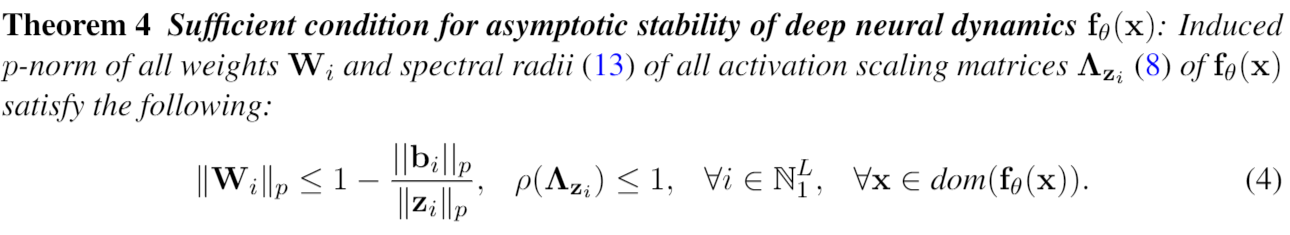 Theorem 4 Sufficient condition for asymptotic stability of deep neural dynamics f_θ(x): Induced
p-norm of all weights W_i and spectral radii (13) of all activation scaling matrices Λ_{z_i} (8) of f_θ(x)
satisfy the following:
‖W_i‖_p ≤ 1 − \frac{||b_i||_p}{‖z_i‖_p}, ρ(Λ_{z_i}) ≤ 1, ∀i ∈ ℕ_1^L, ∀x ∈ dom(f_θ(x)). (4)